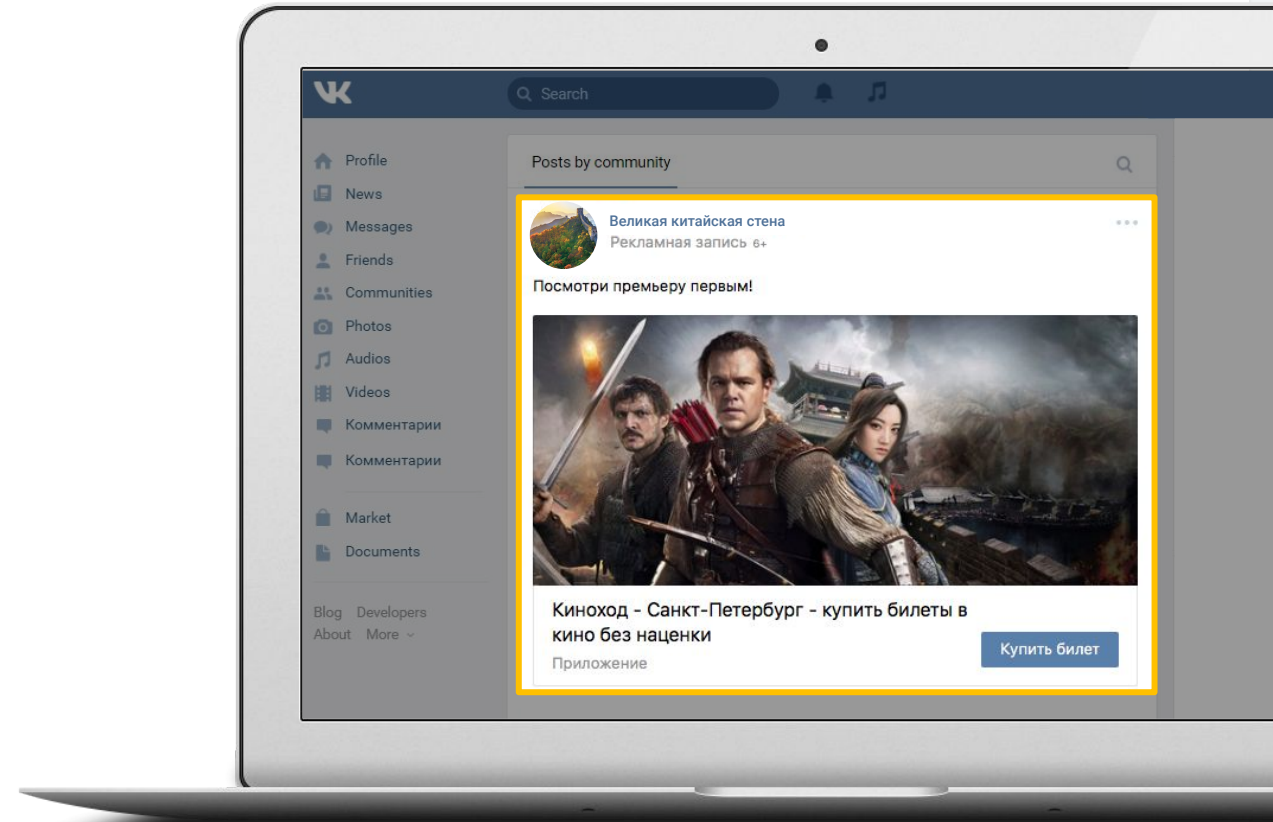 VK
Search
Profile
News
Messages
Friends
Communities
Photos
Audios
Videos
Комментарии
Комментарии
Market
Documents
Blog Developers
About More
Posts by community
Великая китайская стена
Рекламная запись 6+
Посмотри премьеру первым!
Киноход - Санкт-Петербург - купить билеты в
кино без наценки
Приложение
Купить билет